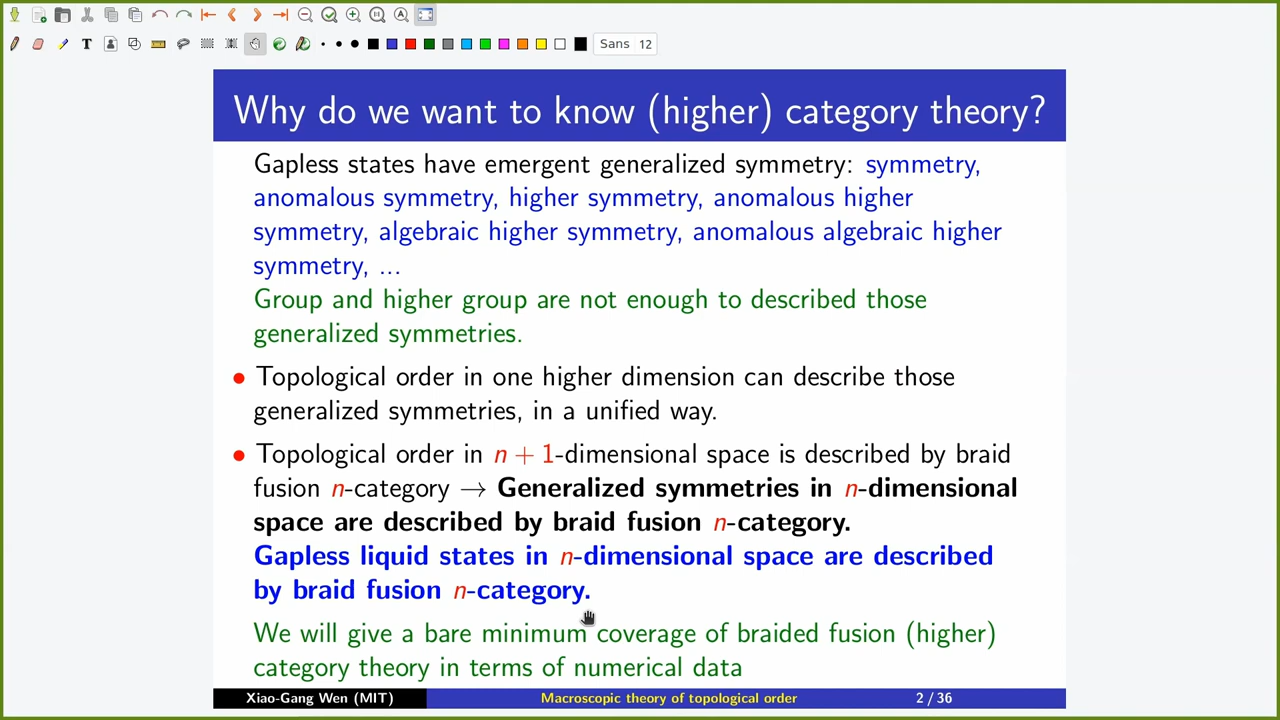 Sans 12
Why do we want to know (higher) category theory?
Gapless states have emergent generalized symmetry: symmetry,
anomalous symmetry, higher symmetry, anomalous higher
symmetry, algebraic higher symmetry, anomalous algebraic higher
symmetry, ...
Group and higher group are not enough to described those
generalized symmetries.
• Topological order in one higher dimension can describe those
generalized symmetries, in a unified way.
• Topological order in n + 1-dimensional space is described by braid
fusion n-category → Generalized symmetries in n-dimensional
space are described by braid fusion n-category.
Gapless liquid states in n-dimensional space are described
by braid fusion n-category.
We will give a bare minimum coverage of braided fusion (higher)
category theory in terms of numerical data
Xiao-Gang Wen (MIT) Macroscopic theory of topological order 2 / 36